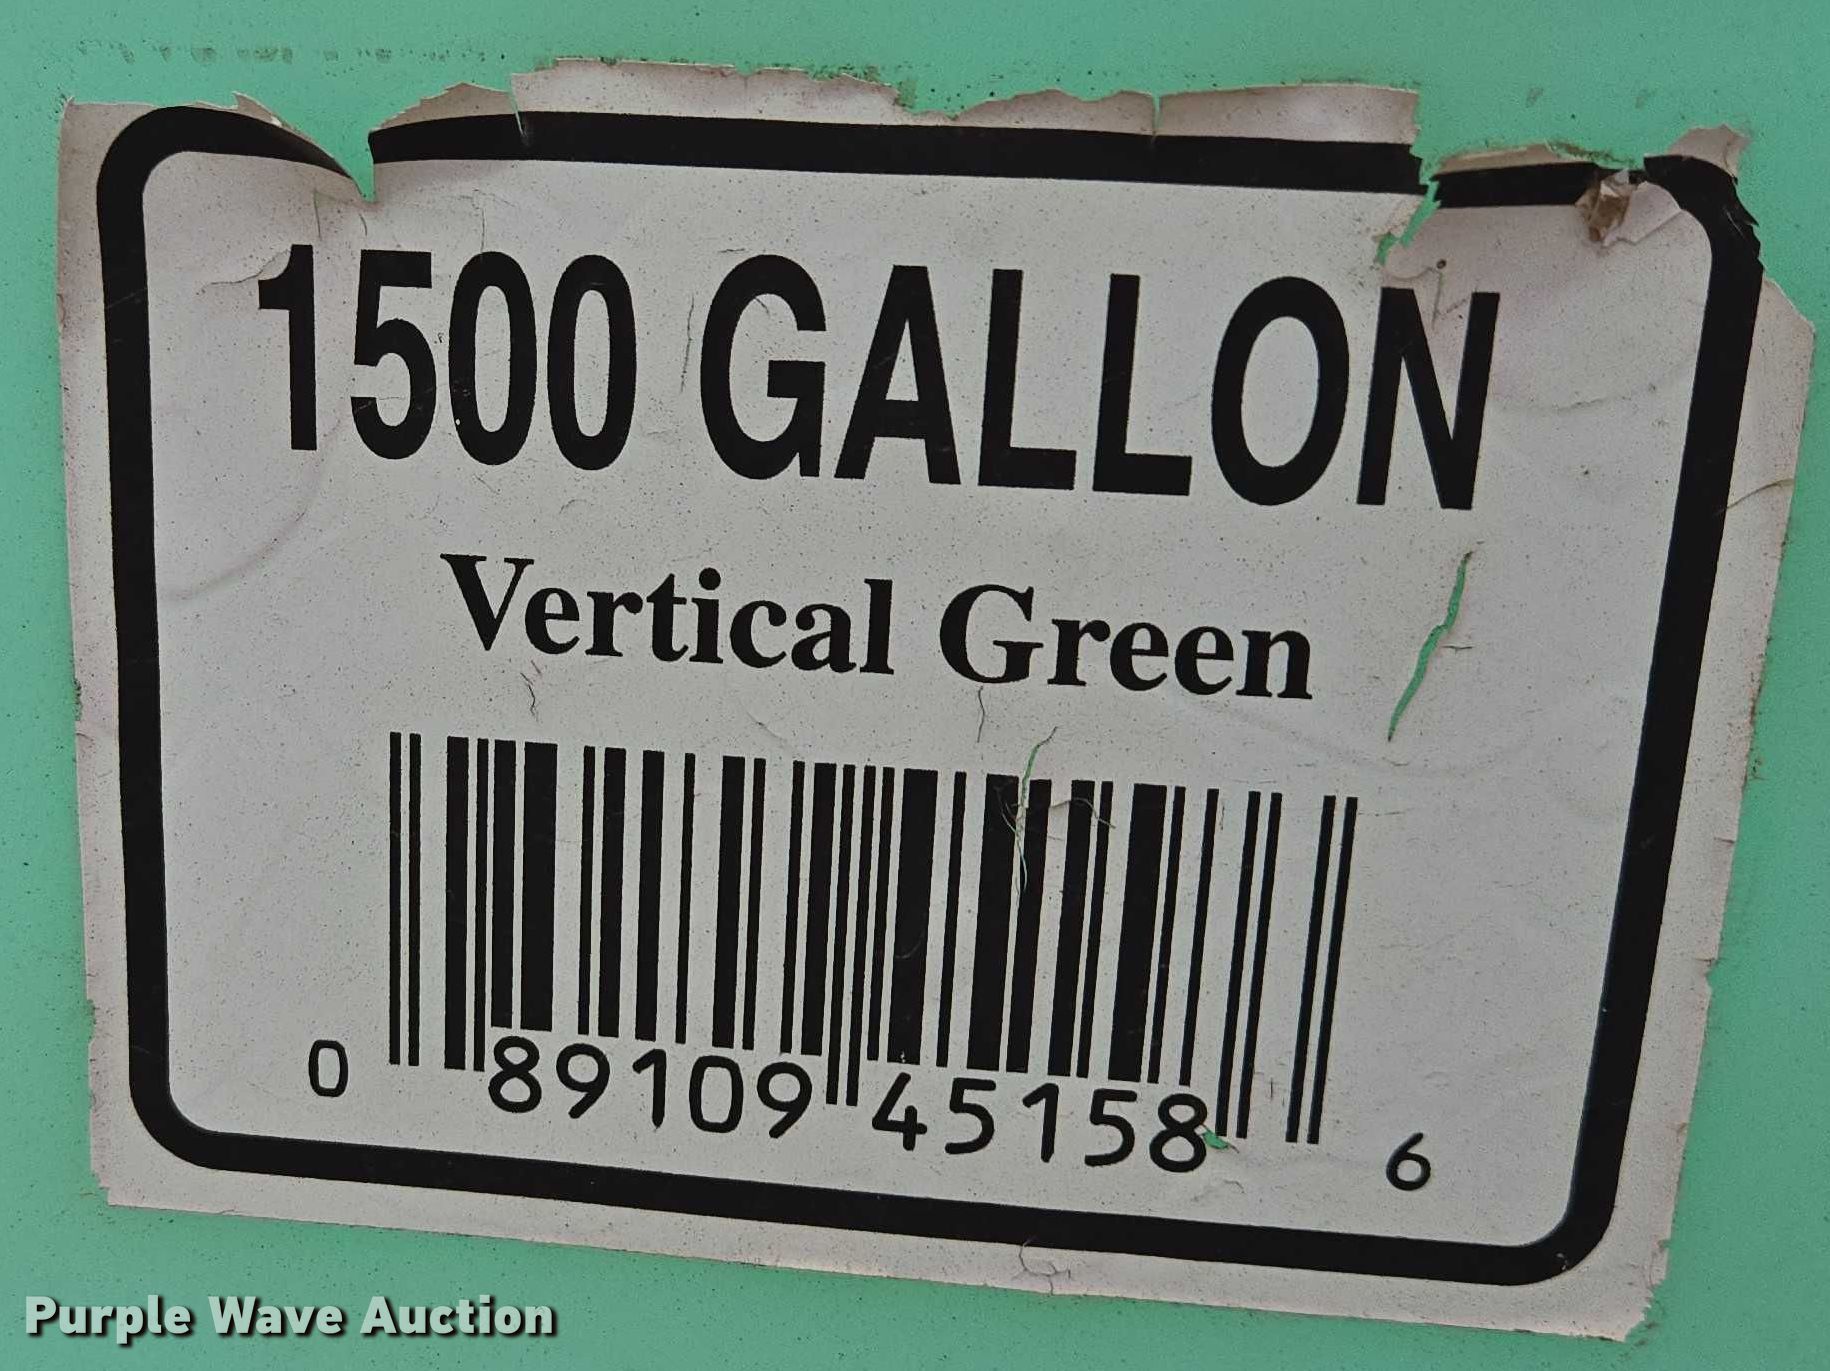 1500 GALLON
Vertical Green
0 89109 45158 6
Purple Wave Auction